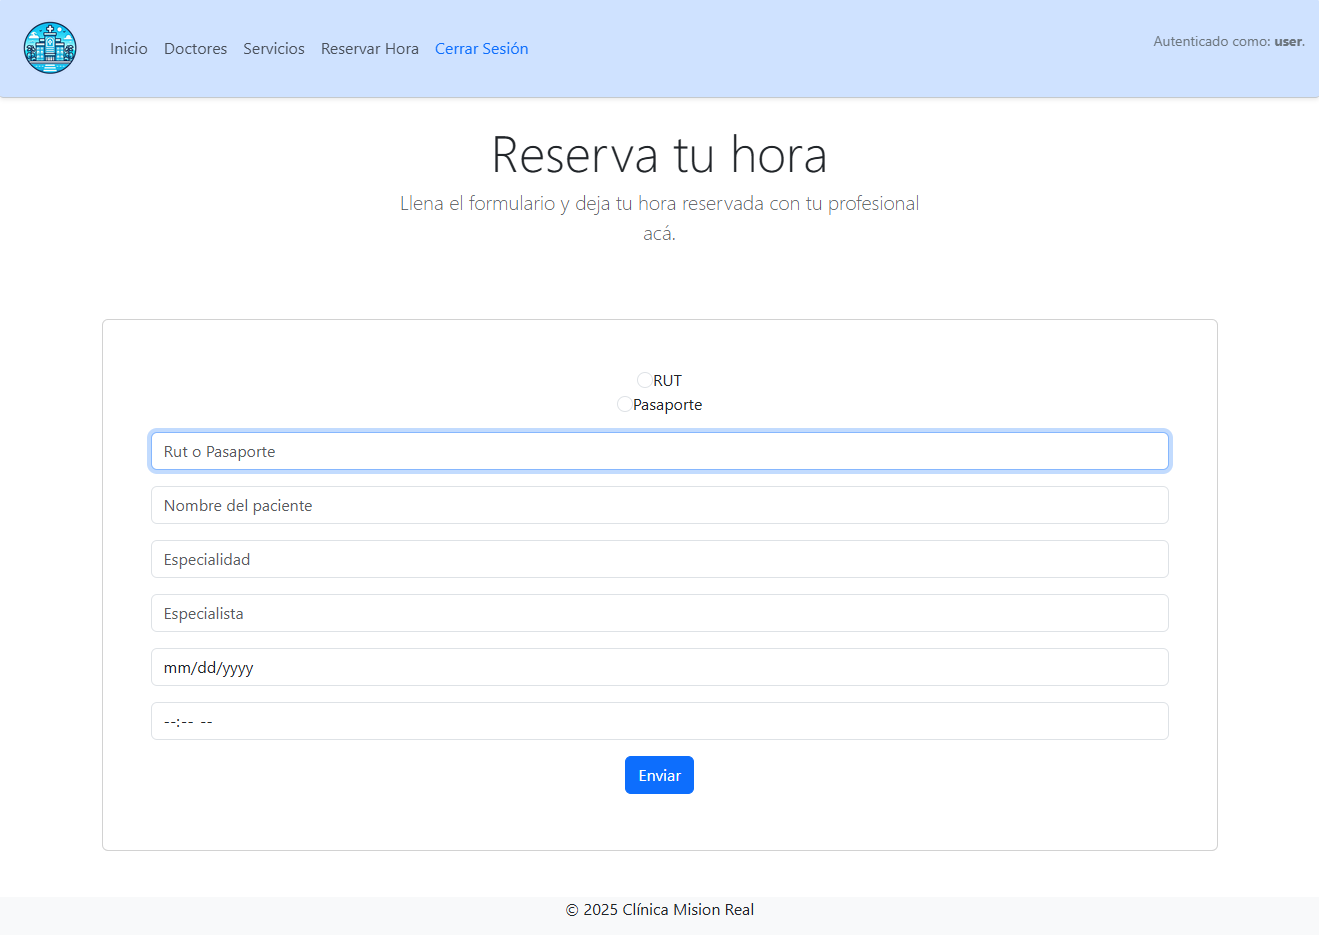 Inicio Doctores Servicios Reservar Hora Cerrar Sesión Autenticado como: user.
Reserva tu hora
Llena el formulario y deja tu hora reservada con tu profesional
acá.
RUT
Pasaporte
Rut o Pasaporte
Nombre del paciente
Especialidad
Especialista
mm/dd/yyyy
--:-- --
Enviar
© 2025 Clínica Mision Real